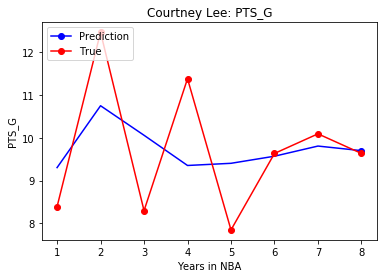 Courtney Lee: PTS_G
Prediction
True
12
11
10
9
8
PTS_G
1 2 3 4 5 6 7 8
Years in NBA